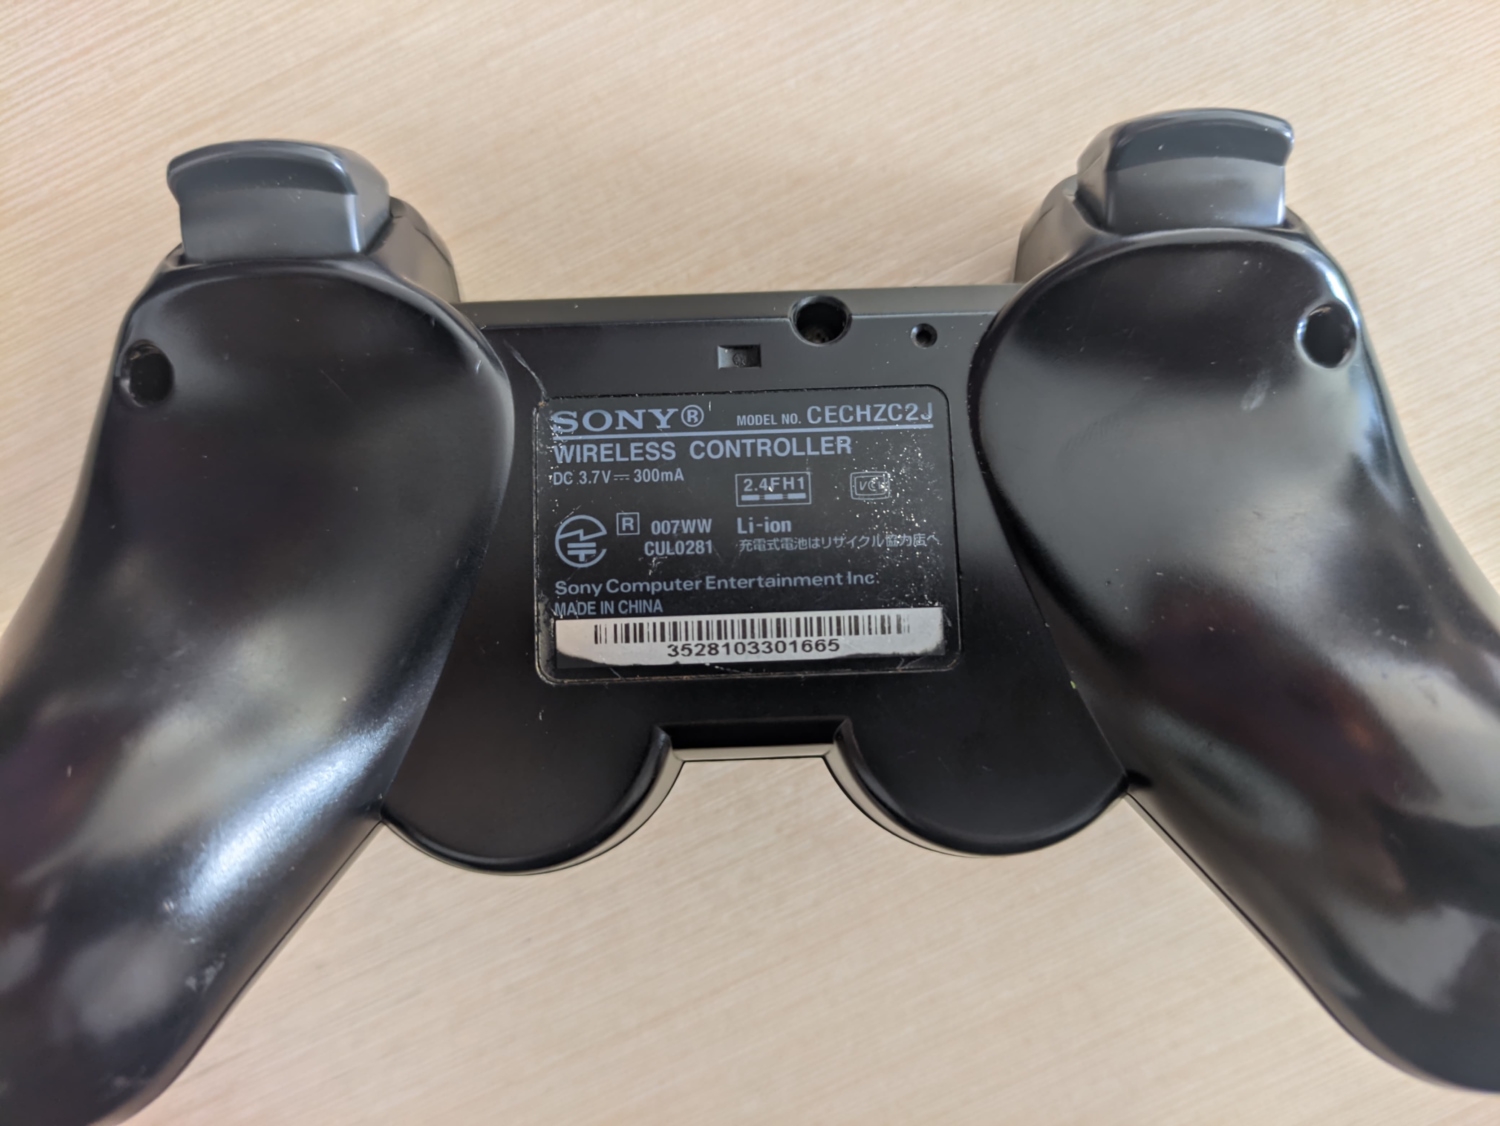 SONY® MODEL NO. CECHZC2J
WIRELESS CONTROLLER
DC 3.7V⎓300mA
2.4FH1
VCI
R 007WW Li-ion
CUL0281 充電式電池はリサイクル協力店へ
Sony Computer Entertainment Inc.
MADE IN CHINA
3528103301665